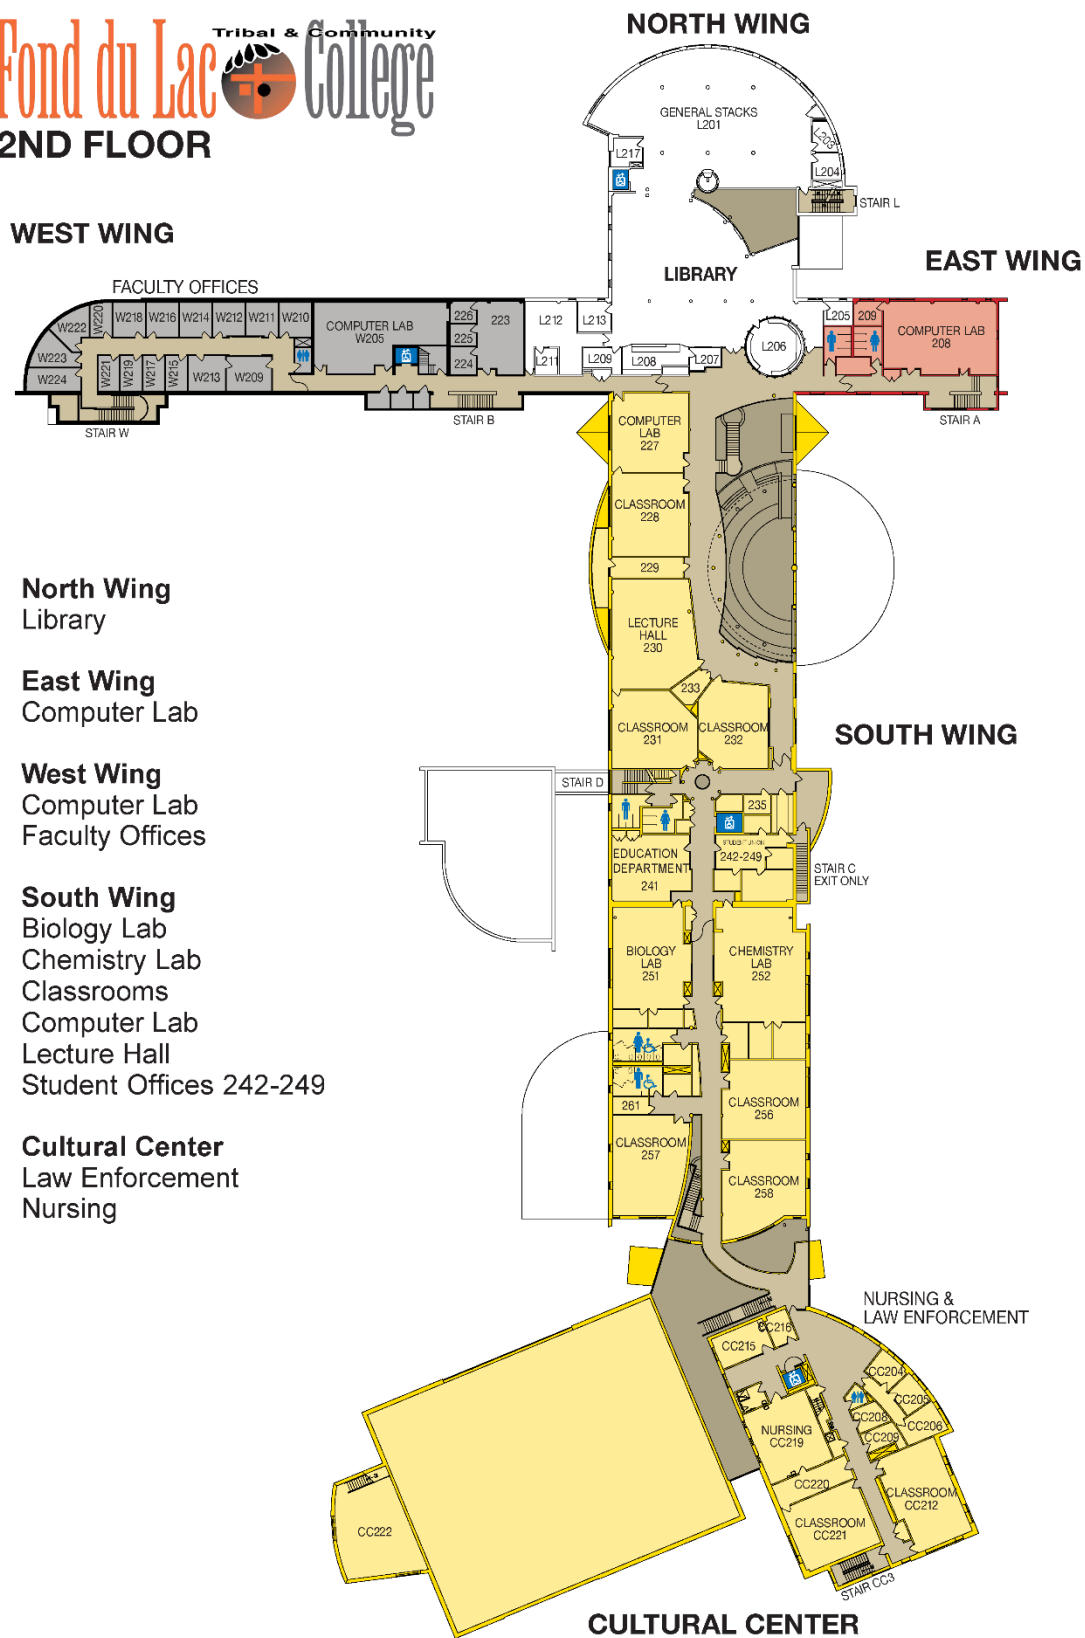 Tribal & Community
Fond du Lac College
2ND FLOOR
NORTH WING
GENERAL STACKS
L201
L203
L204
L217
STAIR L
WEST WING
EAST WING
LIBRARY
FACULTY OFFICES
W222
W220
W218
W216
W214
W212
W211
W210
COMPUTER LAB
W205
226
225
224
223
L212
L213
L211
L209
L208
L207
L206
L205
209
COMPUTER LAB
208
W223
W224
W221
W219
W217
W215
W213
W209
STAIR W
STAIR B
STAIR A
COMPUTER
LAB
227
CLASSROOM
228
229
LECTURE
HALL
230
233
CLASSROOM
231
CLASSROOM
232
SOUTH WING
STAIR D
235
STUDENT UNION
242-249
EDUCATION
DEPARTMENT
241
STAIR C
EXIT ONLY
BIOLOGY
LAB
251
CHEMISTRY
LAB
252
261
CLASSROOM
256
CLASSROOM
257
CLASSROOM
258
North Wing
Library
East Wing
Computer Lab
West Wing
Computer Lab
Faculty Offices
South Wing
Biology Lab
Chemistry Lab
Classrooms
Computer Lab
Lecture Hall
Student Offices 242-249
Cultural Center
Law Enforcement
Nursing
NURSING &
LAW ENFORCEMENT
CC216
CC215
CC204
CC205
CC206
CC208
CC209
NURSING
CC219
CC220
CLASSROOM
CC221
CLASSROOM
CC212
CC222
STAIR CC3
CULTURAL CENTER